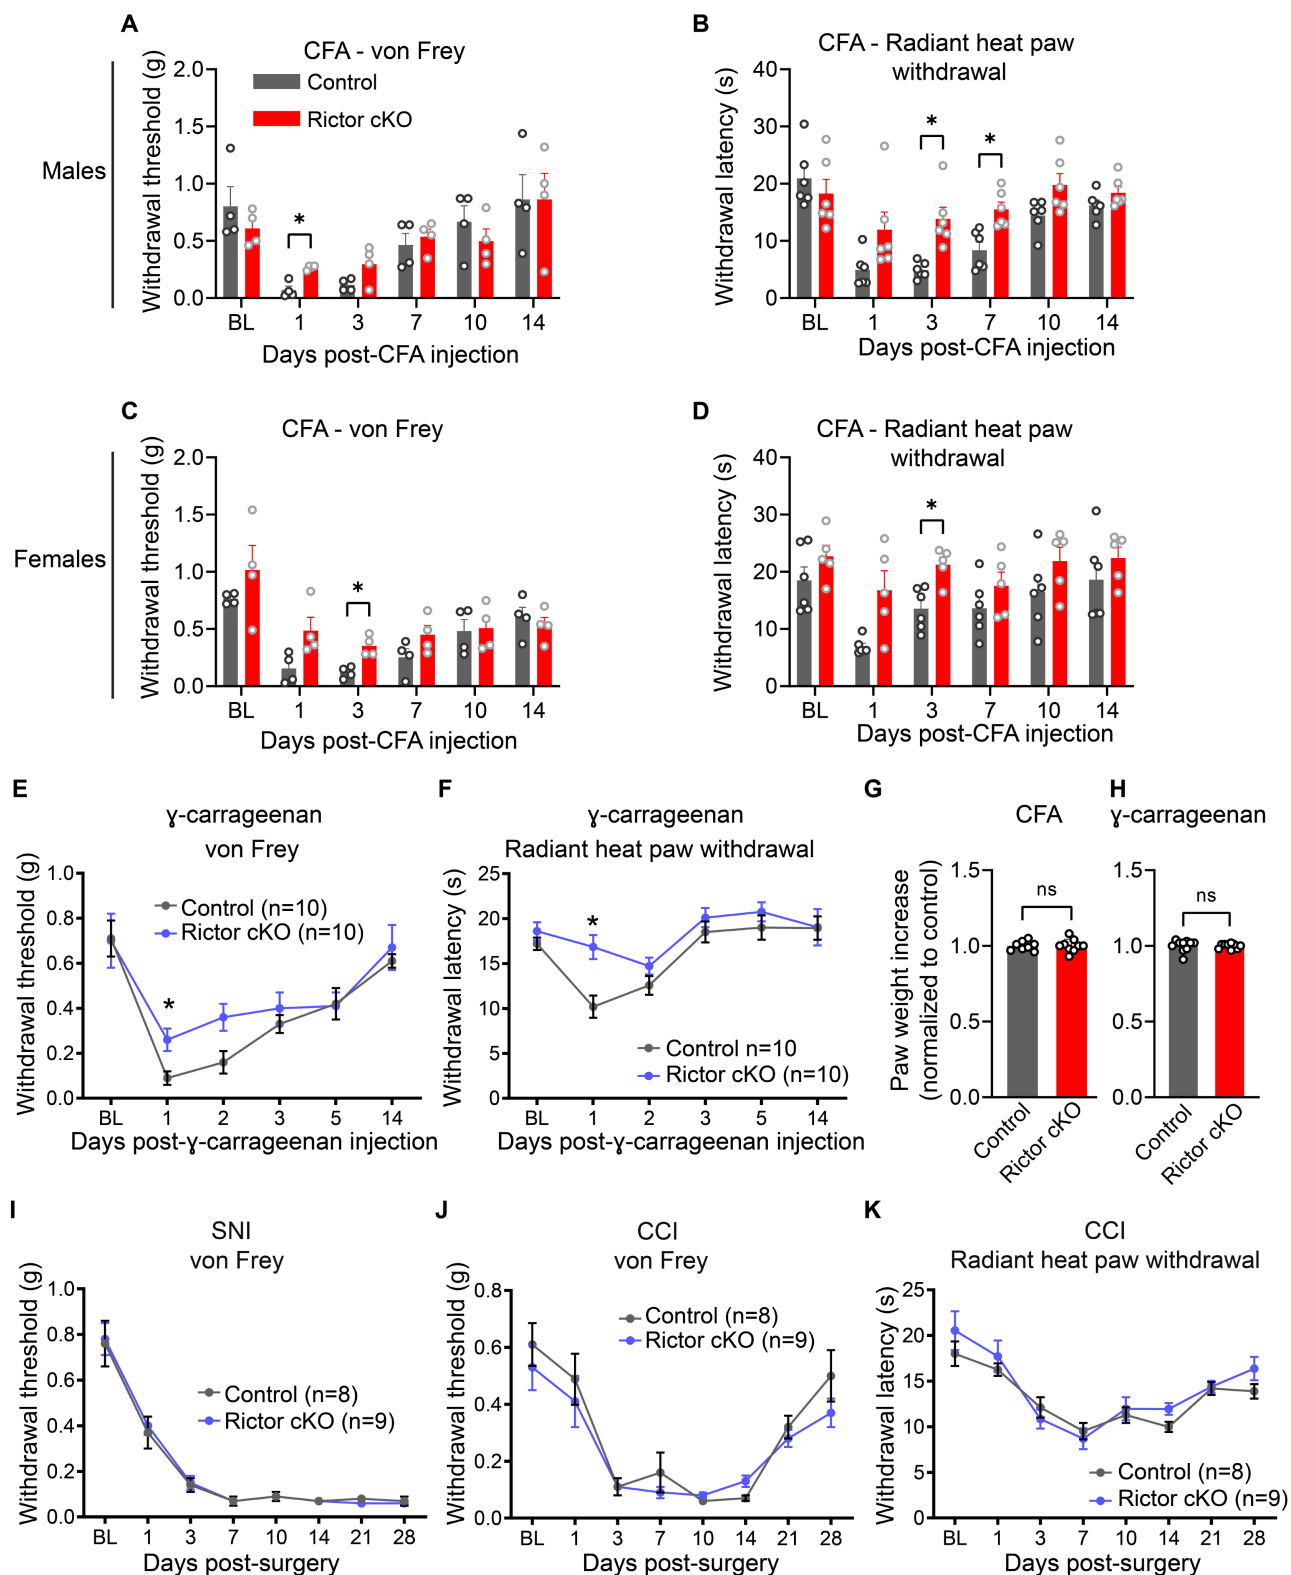 A
CFA - von Frey
Withdrawal threshold (g)
2.0
1.5
1.0
0.5
0.0
Control
Rictor cKO
*
BL 1 3 7 10 14
Days post-CFA injection
Males
B
CFA - Radiant heat paw
withdrawal
Withdrawal latency (s)
40
30
20
10
0
* *
BL 1 3 7 10 14
Days post-CFA injection
C
CFA - von Frey
Withdrawal threshold (g)
2.0
1.5
1.0
0.5
0.0
*
BL 1 3 7 10 14
Days post-CFA injection
Females
D
CFA - Radiant heat paw
withdrawal
Withdrawal latency (s)
40
30
20
10
0
*
BL 1 3 7 10 14
Days post-CFA injection
E
ɣ-carrageenan
von Frey
Withdrawal threshold (g)
1.0
0.8
0.6
0.4
0.2
0.0
Control (n=10)
Rictor cKO (n=10)
*
BL 1 2 3 5 14
Days post-ɣ-carrageenan injection
F
ɣ-carrageenan
Radiant heat paw withdrawal
Withdrawal latency (s)
25
20
15
10
5
0
*
Control n=10
Rictor cKO (n=10)
BL 1 2 3 5 14
Days post-ɣ-carrageenan injection
G
CFA
Paw weight increase
(normalized to control)
1.5
1.0
0.5
0.0
ns
Control
Rictor cKO
H
ɣ-carrageenan
1.5
1.0
0.5
0.0
ns
Control
Rictor cKO
I
SNI
von Frey
Withdrawal threshold (g)
1.0
0.8
0.6
0.4
0.2
0.0
Control (n=8)
Rictor cKO (n=9)
BL 1 3 7 10 14 21 28
Days post-surgery
J
CCI
von Frey
Withdrawal threshold (g)
0.8
0.6
0.4
0.2
0.0
Control (n=8)
Rictor cKO (n=9)
BL 1 3 7 10 14 21 28
Days post-surgery
K
CCI
Radiant heat paw withdrawal
Withdrawal latency (s)
25
20
15
10
5
0
Control (n=8)
Rictor cKO (n=9)
BL 1 3 7 10 14 21 28
Days post-surgery